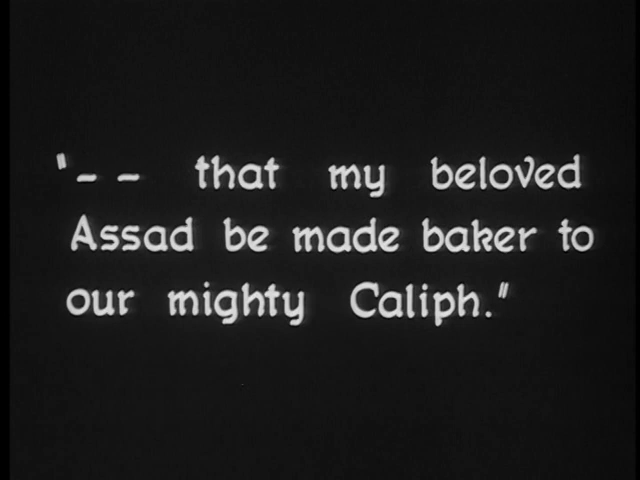 "-- that my beloved
Assad be made baker to
our mighty Caliph."